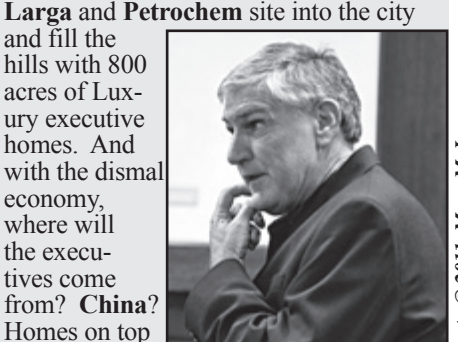 Larga and Petrochem site into the city
and fill the
hills with 800
acres of Lux-
ury executive
homes. And
with the dismal
economy,
where will
the execu-
tives come
from? China?
Homes on top
©2011